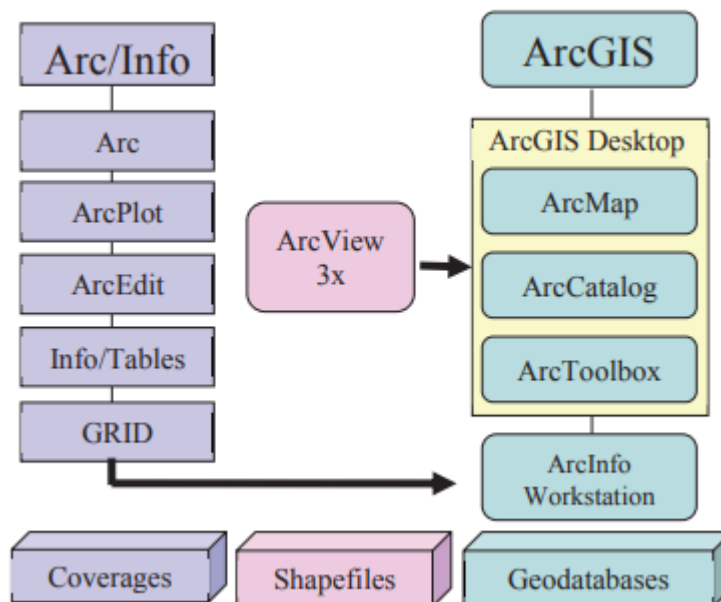 Arc/Info
Arc
ArcPlot
ArcEdit
Info/Tables
GRID
ArcView
3x
ArcGIS
ArcGIS Desktop
ArcMap
ArcCatalog
ArcToolbox
ArcInfo
Workstation
Coverages
Shapefiles
Geodatabases